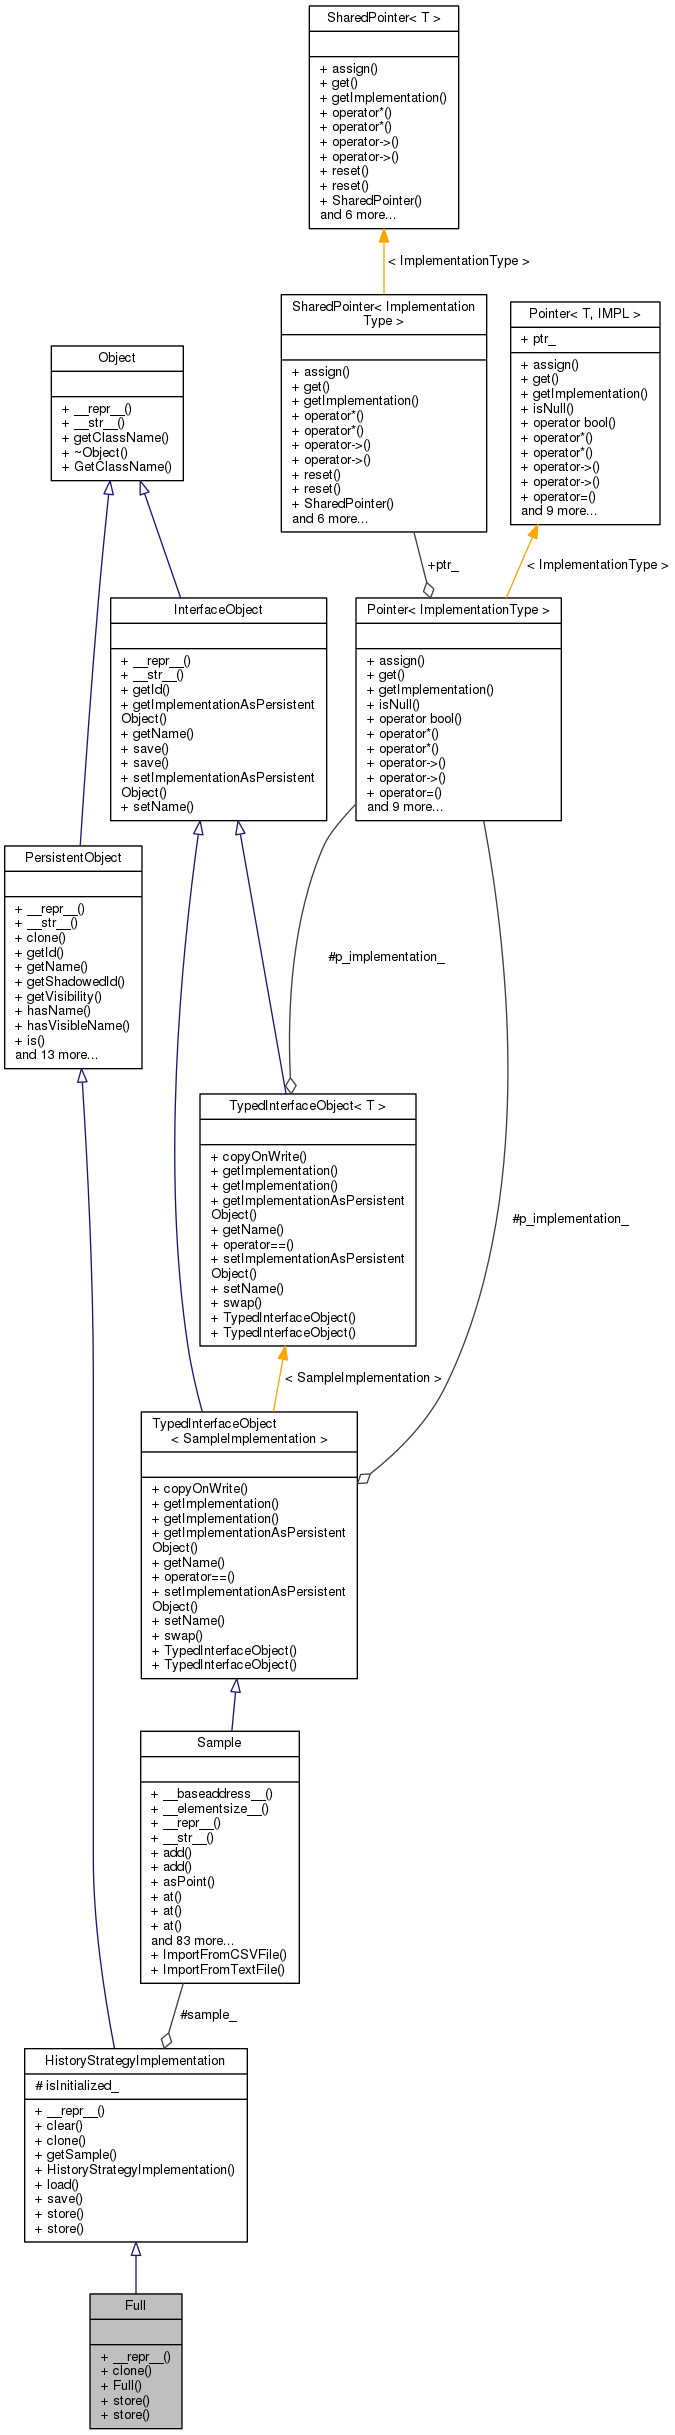 SharedPointer< T >
+ assign()
+ get()
+ getImplementation()
+ operator*()
+ operator*()
+ operator->()
+ operator->()
+ reset()
+ reset()
+ SharedPointer()
and 6 more...
< ImplementationType >
SharedPointer< Implementation
Type >
+ assign()
+ get()
+ getImplementation()
+ operator*()
+ operator*()
+ operator->()
+ operator->()
+ reset()
+ reset()
+ SharedPointer()
and 6 more...
Pointer< T, IMPL >
+ ptr_
+ assign()
+ get()
+ getImplementation()
+ isNull()
+ operator bool()
+ operator*()
+ operator*()
+ operator->()
+ operator->()
+ operator=()
and 9 more...
Object
+ __repr__()
+ __str__()
+ getClassName()
+ ~Object()
+ GetClassName()
+ptr_
< ImplementationType >
InterfaceObject
+ __repr__()
+ __str__()
+ getId()
+ getImplementationAsPersistent
Object()
+ getName()
+ save()
+ save()
+ setImplementationAsPersistent
Object()
+ setName()
Pointer< ImplementationType >
+ assign()
+ get()
+ getImplementation()
+ isNull()
+ operator bool()
+ operator*()
+ operator*()
+ operator->()
+ operator->()
+ operator=()
and 9 more...
PersistentObject
+ __repr__()
+ __str__()
+ clone()
+ getId()
+ getName()
+ getShadowedId()
+ getVisibility()
+ hasName()
+ hasVisibleName()
+ is()
and 13 more...
#p_implementation_
TypedInterfaceObject< T >
+ copyOnWrite()
+ getImplementation()
+ getImplementation()
+ getImplementationAsPersistent
Object()
+ getName()
+ operator==()
+ setImplementationAsPersistent
Object()
+ setName()
+ swap()
+ TypedInterfaceObject()
+ TypedInterfaceObject()
#p_implementation_
< SampleImplementation >
TypedInterfaceObject
< SampleImplementation >
+ copyOnWrite()
+ getImplementation()
+ getImplementation()
+ getImplementationAsPersistent
Object()
+ getName()
+ operator==()
+ setImplementationAsPersistent
Object()
+ setName()
+ swap()
+ TypedInterfaceObject()
+ TypedInterfaceObject()
Sample
+ __baseaddress__()
+ __elementsize__()
+ __repr__()
+ __str__()
+ add()
+ add()
+ asPoint()
+ at()
+ at()
+ at()
and 83 more...
+ ImportFromCSVFile()
+ ImportFromTextFile()
#sample_
HistoryStrategyImplementation
# isInitialized_
+ __repr__()
+ clear()
+ clone()
+ getSample()
+ HistoryStrategyImplementation()
+ load()
+ save()
+ store()
+ store()
Full
+ __repr__()
+ clone()
+ Full()
+ store()
+ store()